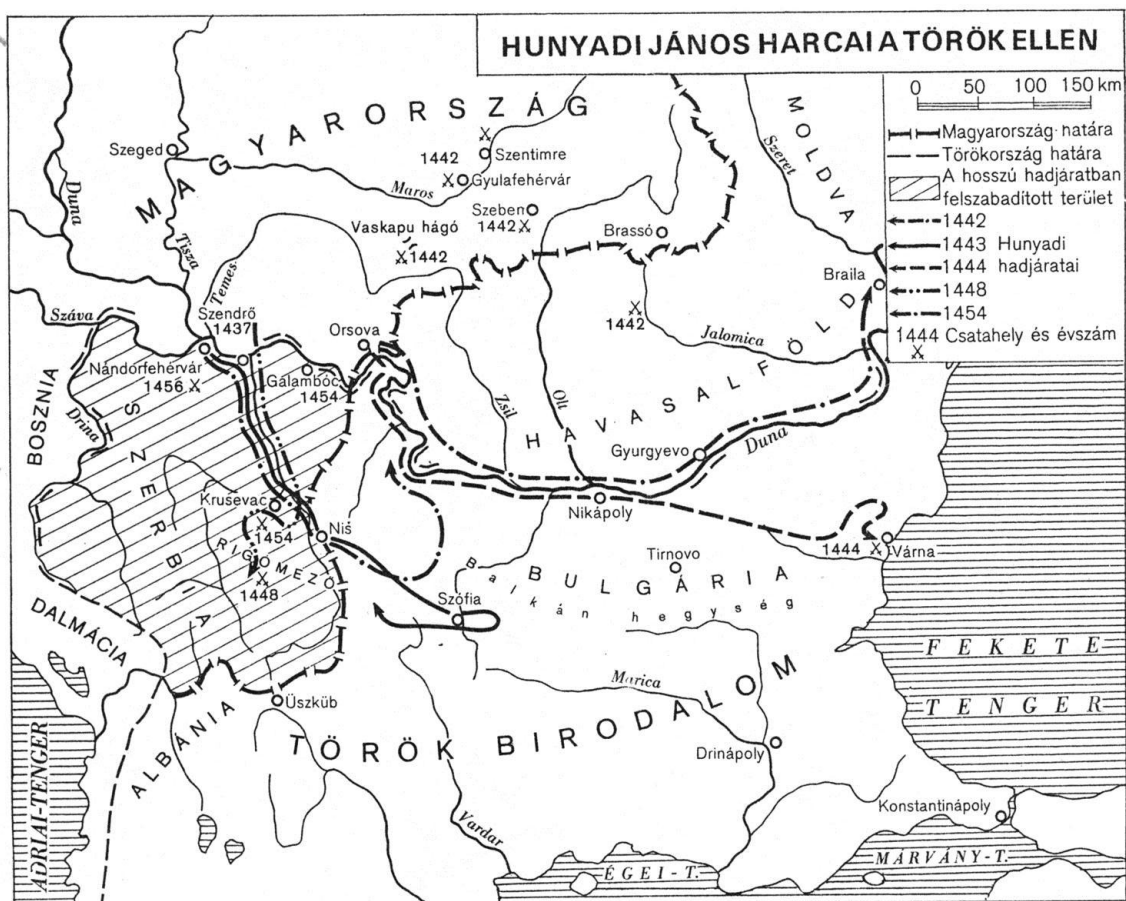 HUNYADI JÁNOS HARCAI A TÖRÖK ELLEN
0 50 100 150 km
Magyarország határa
Törökország határa
A hosszú hadjáratban
felszabadított terület
1442
1443 Hunyadi
1444 hadjáratai
1448
1454
1444 Csatahely és évszám
MAGYARORSZÁG
MOLDVA
Szeret
Szeged
Duna
Tisza
Maros
1442
Szentimre
Gyulafehérvár
Szeben
1442
Vaskapu hágó
1442
Brassó
Braila
Temes
Száva
Szendrő
1437
Orsova
1442
Jalomica
Nándorfehérvár
1456
Galambóc
1454
BOSZNIA
Drina
SZERBIA
Zsil
Olt
HAVASALFÖLD
Gyurgyevo
Duna
Nikápoly
Krusevac
1454
Niš
RIGÓMEZŐ
1448
1444
Várna
Tirnovo
BULGÁRIA
Balkán hegység
Szófia
DALMÁCIA
FEKETE
TENGER
Marica
ALBÁNIA
Üszküb
TÖRÖK BIRODALOM
Drinápoly
ADRIAI-TENGER
Vardar
Konstantinápoly
MÁRVÁNY-T.
ÉGEI-T.